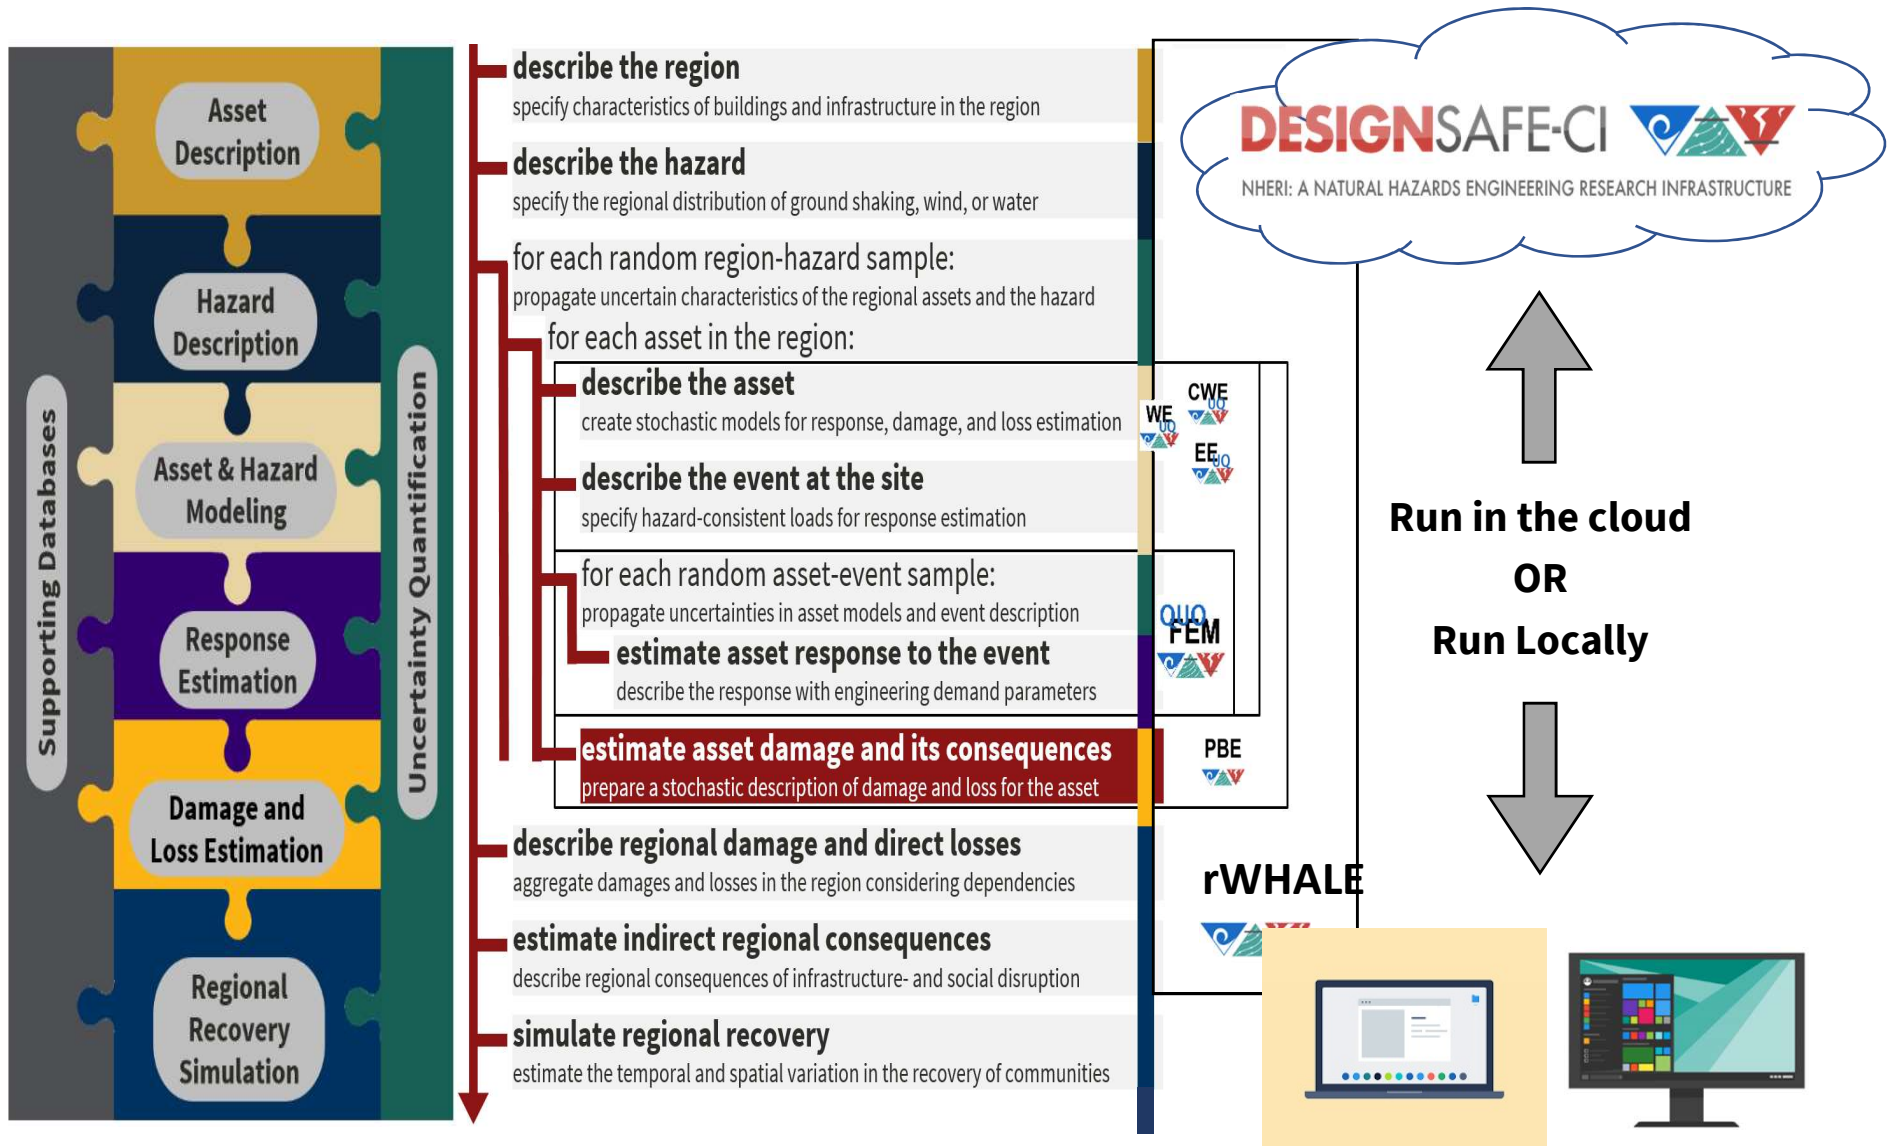 Supporting Databases
Asset
Description
Hazard
Description
Asset & Hazard
Modeling
Response
Estimation
Damage and
Loss Estimation
Regional
Recovery
Simulation
Uncertainty Quantification
describe the region
specify characteristics of buildings and infrastructure in the region
describe the hazard
specify the regional distribution of ground shaking, wind, or water
for each random region-hazard sample:
propagate uncertain characteristics of the regional assets and the hazard
for each asset in the region:
describe the asset
create stochastic models for response, damage, and loss estimation
describe the event at the site
specify hazard-consistent loads for response estimation
for each random asset-event sample:
propagate uncertainties in asset models and event description
estimate asset response to the event
describe the response with engineering demand parameters
estimate asset damage and its consequences
prepare a stochastic description of damage and loss for the asset
describe regional damage and direct losses
aggregate damages and losses in the region considering dependencies
estimate indirect regional consequences
describe regional consequences of infrastructure- and social disruption
simulate regional recovery
estimate the temporal and spatial variation in the recovery of communities
WE
UQ
CWE
UQ
EE
UQ
QUO
FEM
PBE
rWHALE
DESIGNSAFE-CI
NHERI: A NATURAL HAZARDS ENGINEERING RESEARCH INFRASTRUCTURE
Run in the cloud
OR
Run Locally